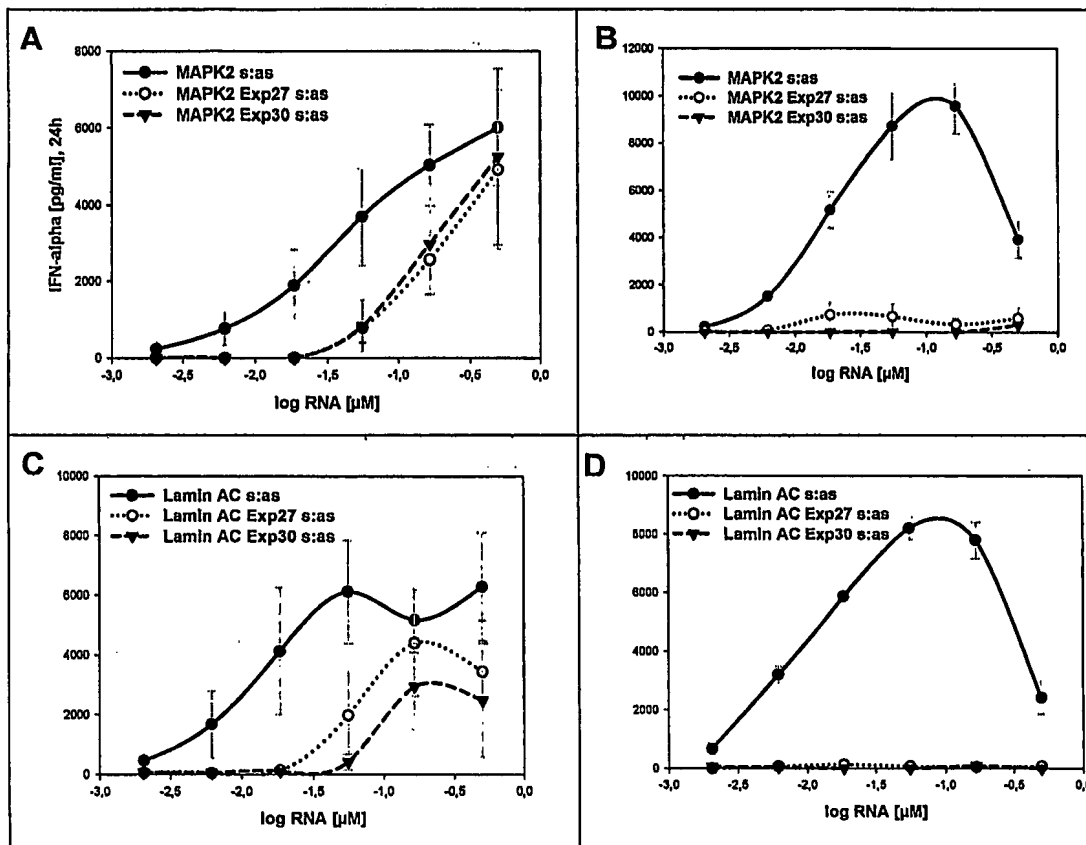 A
8000
6000
4000
2000
0
IFN-alpha [pg/ml], 24h
MAPK2 s:as
MAPK2 Exp27 s:as
MAPK2 Exp30 s:as
-3,0 -2,5 -2,0 -1,5 -1,0 -0,5 0,0
log RNA [µM]
B
12000
10000
8000
6000
4000
2000
0
MAPK2 s:as
MAPK2 Exp27 s:as
MAPK2 Exp30 s:as
-3,0 -2,5 -2,0 -1,5 -1,0 -0,5 0,0
log RNA [µM]
C
10000
8000
6000
4000
2000
0
Lamin AC s:as
Lamin AC Exp27 s:as
Lamin AC Exp30 s:as
-3,0 -2,5 -2,0 -1,5 -1,0 -0,5 0,0
log RNA [µM]
D
10000
8000
6000
4000
2000
0
Lamin AC s:as
Lamin AC Exp27 s:as
Lamin AC Exp30 s:as
-3,0 -2,5 -2,0 -1,5 -1,0 -0,5 0,0
log RNA [µM]